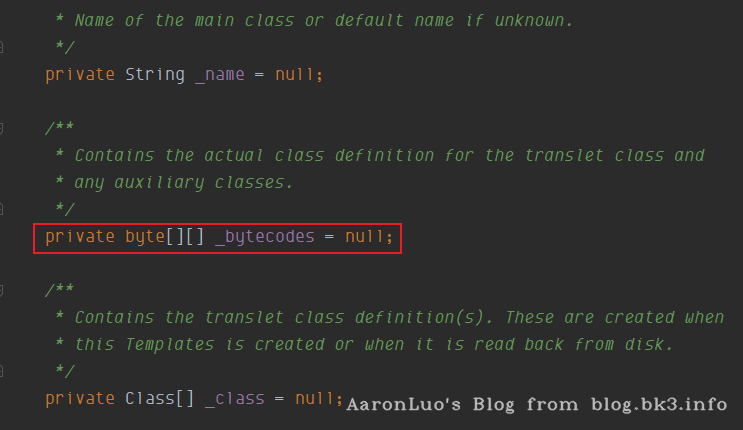 * Name of the main class or default name if unknown.
*/
private String _name = null;
/**
* Contains the actual class definition for the translet class and
* any auxiliary classes.
*/
private byte[][] _bytecodes = null;
/**
* Contains the translet class definition(s). These are created when
* this Templates is created or when it is read back from disk.
*/
private Class[] _class = null;
AaronLuo's Blog from blog.bk3.info